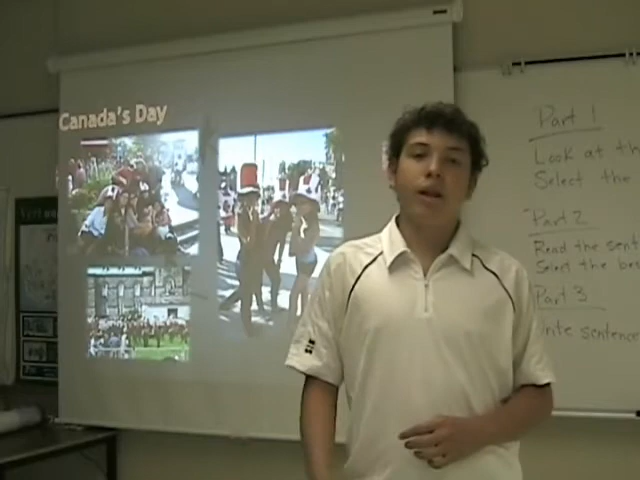 Canada's Day
Part 1
Look at th
Select the
Part 2
Read the sent
Select the be
Part 3
rite sentence